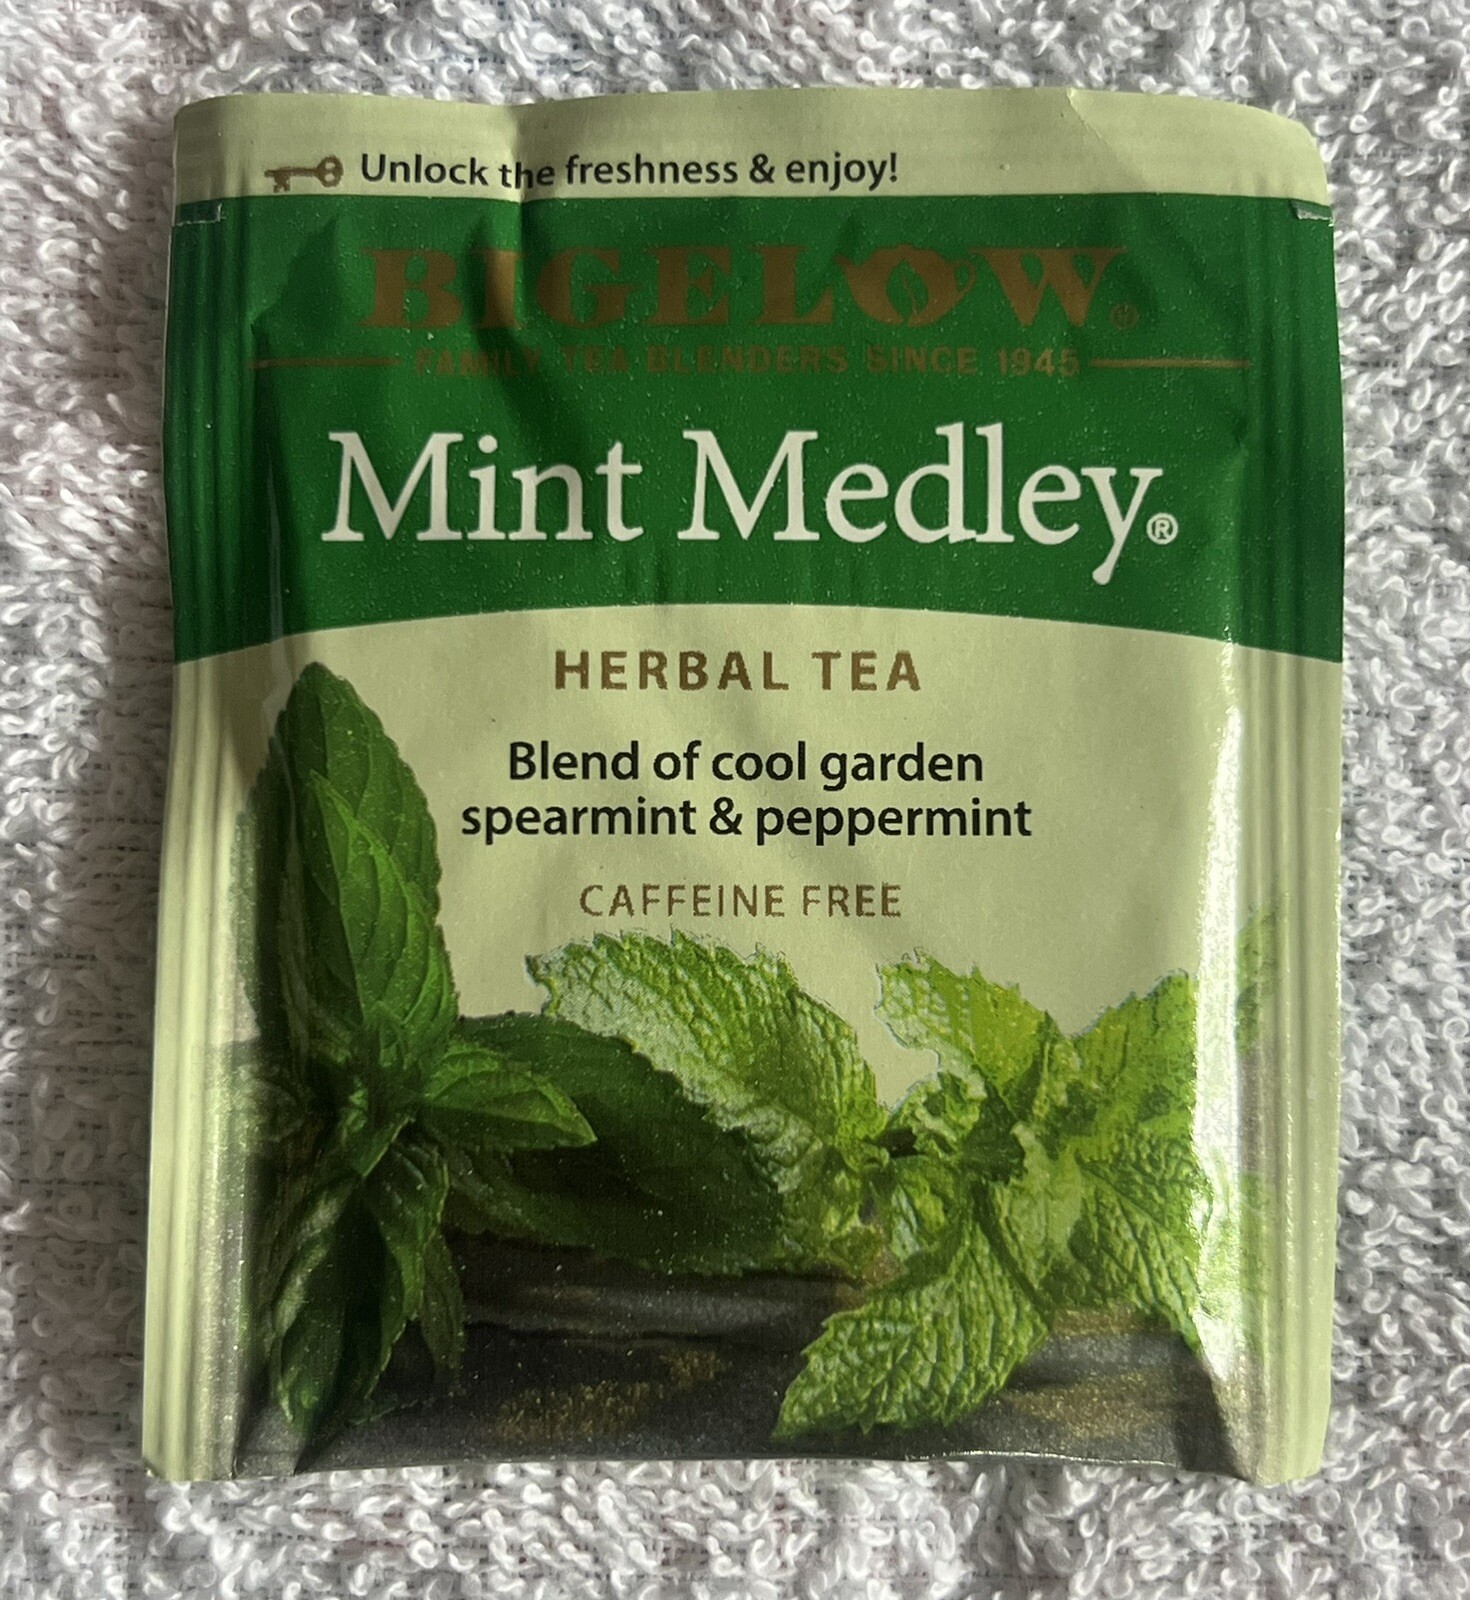 Unlock the freshness & enjoy!
BIGELOW®
FAMILY TEA BLENDERS SINCE 1945
Mint Medley®
HERBAL TEA
Blend of cool garden
spearmint & peppermint
CAFFEINE FREE